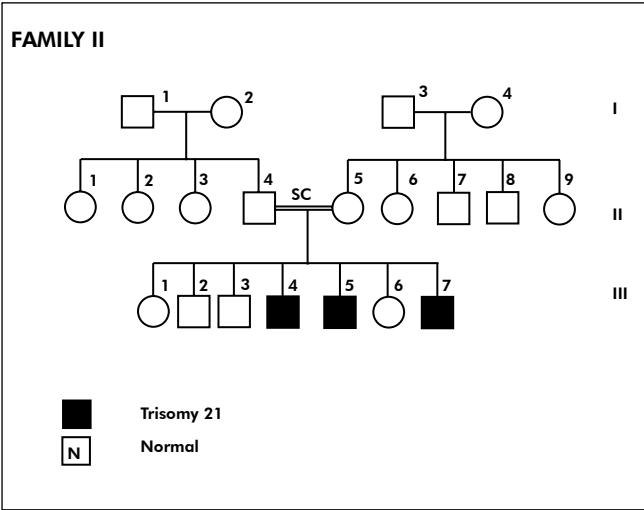 FAMILY II
1 2 3 4 I
1 2 3 4 SC 5 6 7 8 9 II
1 2 3 4 5 6 7 III
Trisomy 21
N Normal